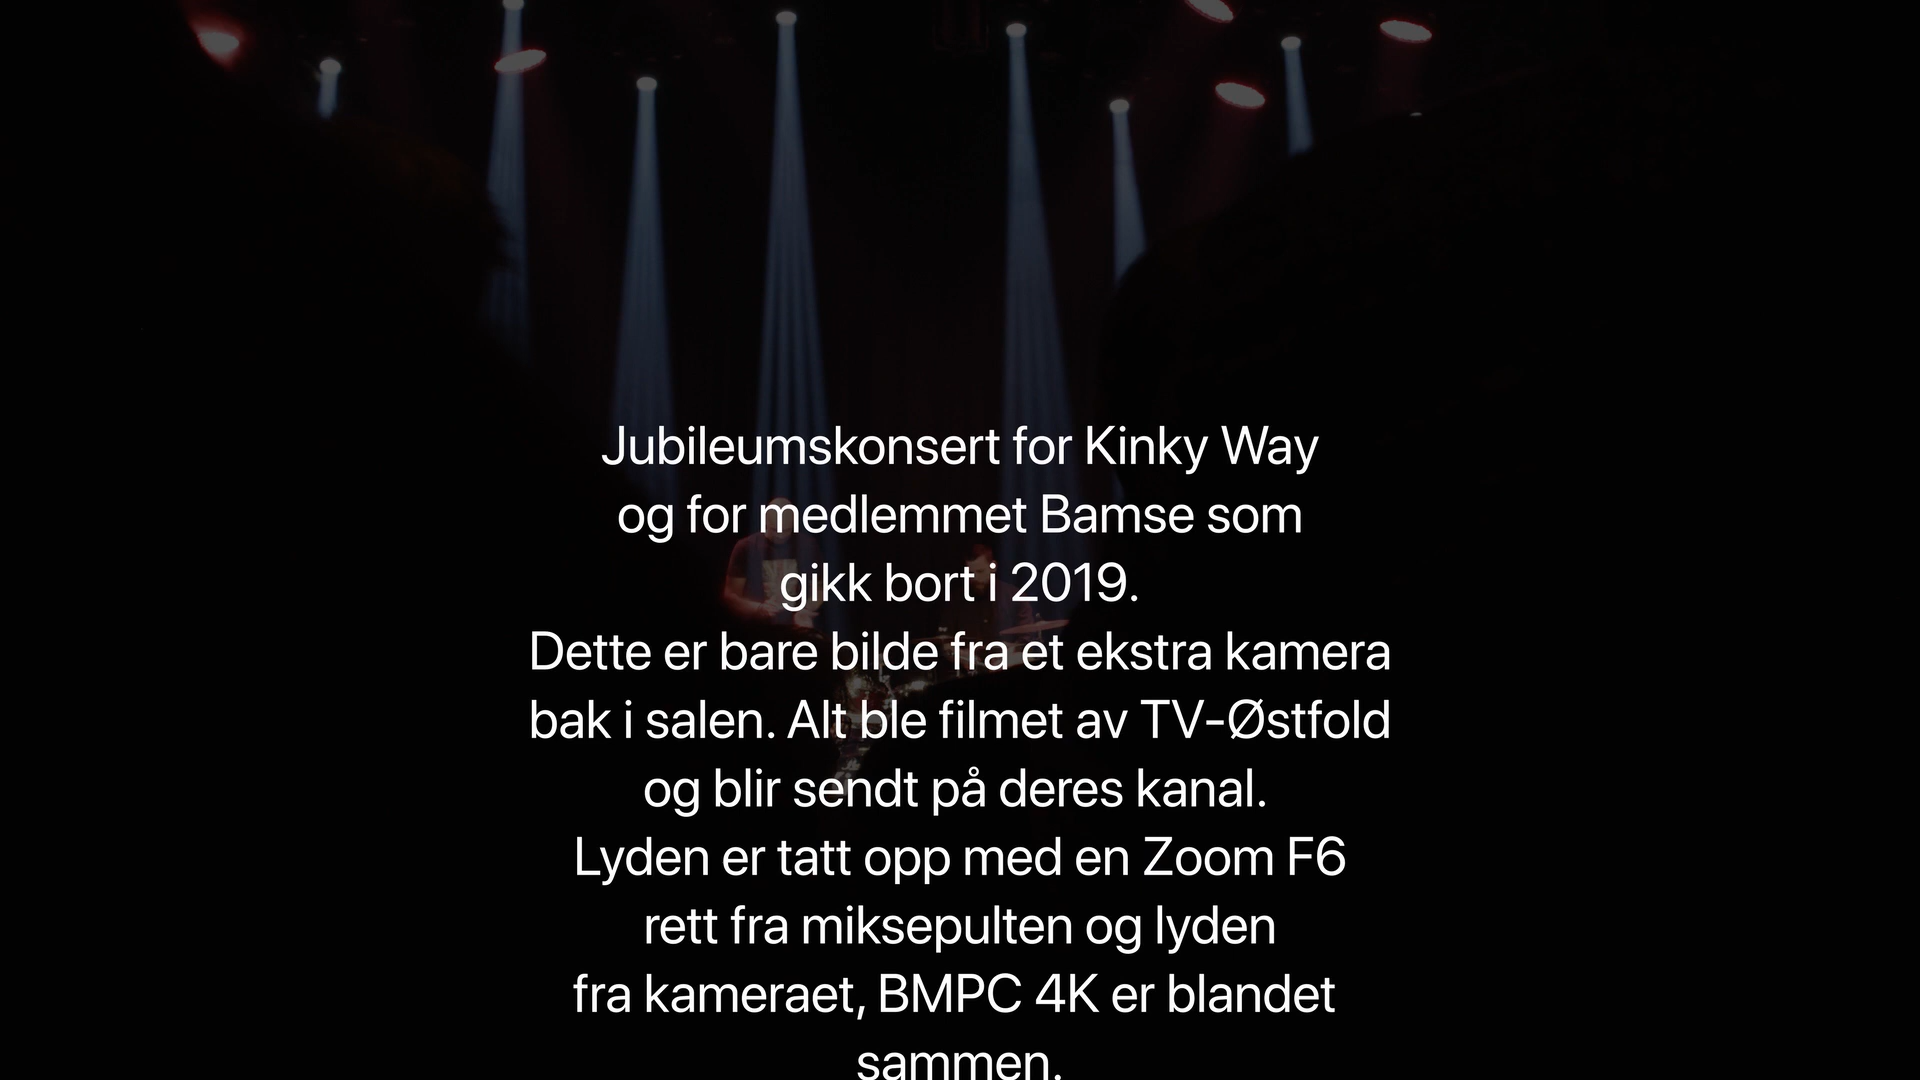 Jubileumskonsert for Kinky Way
og for medlemmet Bamse som
gikk bort i 2019.
Dette er bare bilde fra et ekstra kamera
bak i salen. Alt ble filmet av TV-Østfold
og blir sendt på deres kanal.
Lyden er tatt opp med en Zoom F6
rett fra miksepulten og lyden
fra kameraet, BMPC 4K er blandet
sammen.